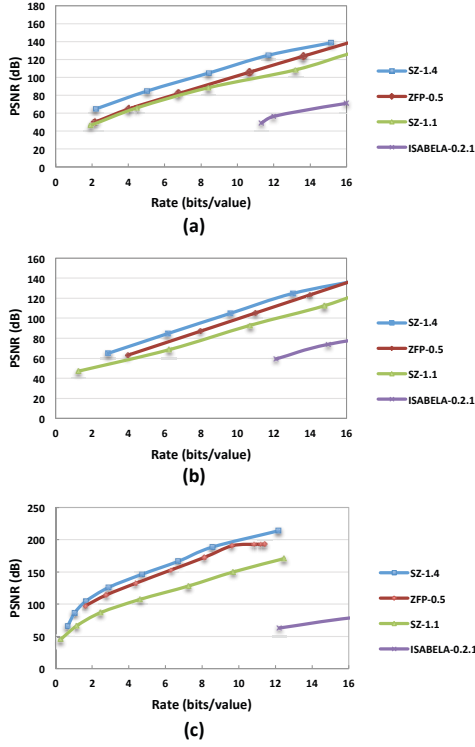 180
160
140
120
100
80
60
40
20
0
PSNR (dB)
0 2 4 6 8 10 12 14 16
Rate (bits/value)
SZ-1.4
ZFP-0.5
SZ-1.1
ISABELA-0.2.1
(a)
160
140
120
100
80
60
40
20
0
PSNR (dB)
0 2 4 6 8 10 12 14 16
Rate (bits/value)
SZ-1.4
ZFP-0.5
SZ-1.1
ISABELA-0.2.1
(b)
250
200
150
100
50
0
PSNR (dB)
0 2 4 6 8 10 12 14 16
Rate (bits/value)
SZ-1.4
ZFP-0.5
SZ-1.1
ISABELA-0.2.1
(c)